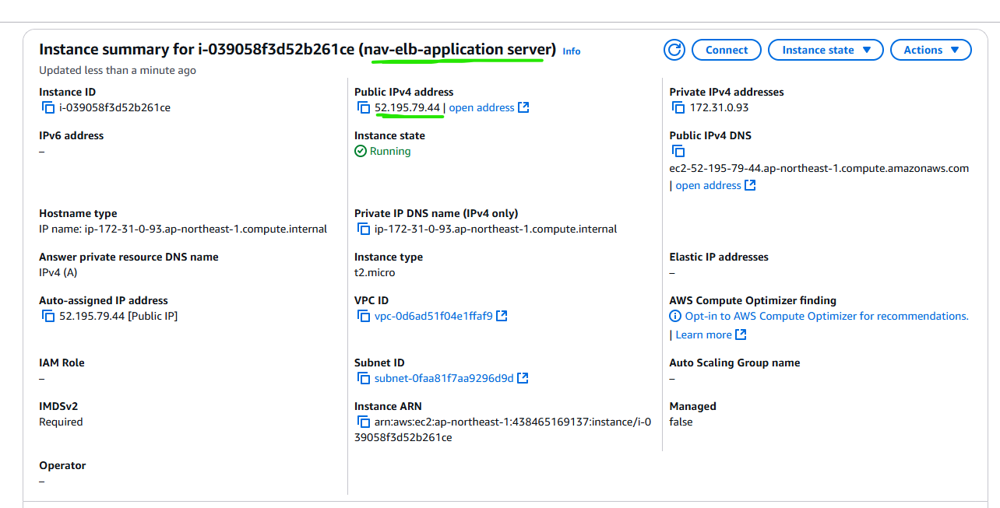 Instance summary for i-039058f3d52b261ce (nav-elb-application server) Info
Connect
Instance state
Actions
Updated less than a minute ago
Instance ID
i-039058f3d52b261ce
Public IPv4 address
52.195.79.44 | open address
Private IPv4 addresses
172.31.0.93
IPv6 address
–
Instance state
Running
Public IPv4 DNS
ec2-52-195-79-44.ap-northeast-1.compute.amazonaws.com
| open address
Hostname type
IP name: ip-172-31-0-93.ap-northeast-1.compute.internal
Private IP DNS name (IPv4 only)
ip-172-31-0-93.ap-northeast-1.compute.internal
Answer private resource DNS name
IPv4 (A)
Instance type
t2.micro
Elastic IP addresses
–
Auto-assigned IP address
52.195.79.44 [Public IP]
VPC ID
vpc-0d6ad51f04e1ffaf9
AWS Compute Optimizer finding
Opt-in to AWS Compute Optimizer for recommendations.
| Learn more
IAM Role
–
Subnet ID
subnet-0faa81f7aa9296d9d
Auto Scaling Group name
–
IMDSv2
Required
Instance ARN
arn:aws:ec2:ap-northeast-1:438465169137:instance/i-0
39058f3d52b261ce
Managed
false
Operator
–